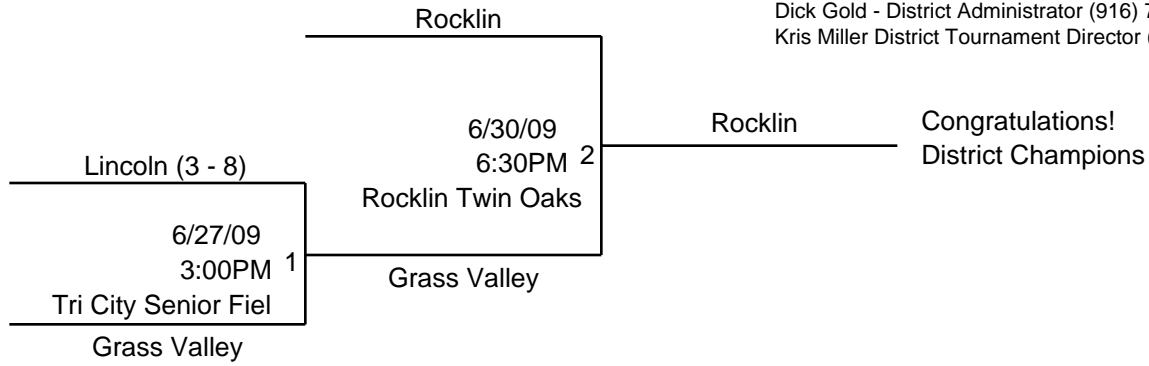 Dick Gold - District Administrator (916) 7
Kris Miller District Tournament Director (
Rocklin
Rocklin
Congratulations!
District Champions
6/30/09
6:30PM 2
Rocklin Twin Oaks
Lincoln (3 - 8)
6/27/09
3:00PM 1
Tri City Senior Fiel
Grass Valley
Grass Valley